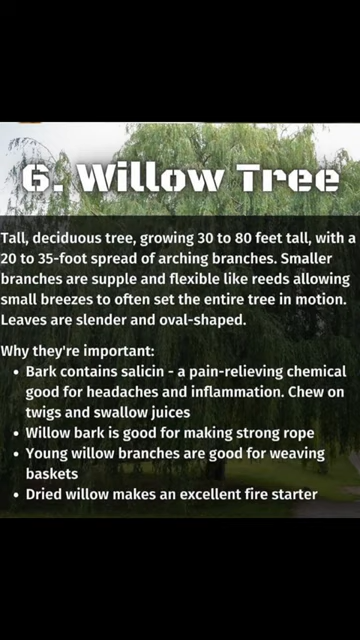 6. Willow Tree
Tall, deciduous tree, growing 30 to 80 feet tall, with a
20 to 35-foot spread of arching branches. Smaller
branches are supple and flexible like reeds allowing
small breezes to often set the entire tree in motion.
Leaves are slender and oval-shaped.
Why they're important:
• Bark contains salicin - a pain-relieving chemical
good for headaches and inflammation. Chew on
twigs and swallow juices
• Willow bark is good for making strong rope
• Young willow branches are good for weaving
baskets
• Dried willow makes an excellent fire starter